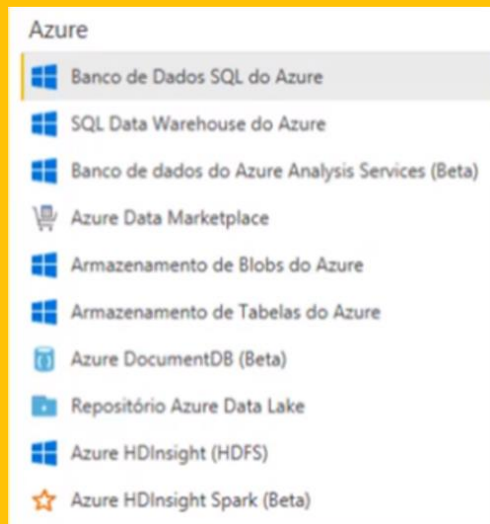 Azure
Banco de Dados SQL do Azure
SQL Data Warehouse do Azure
Banco de dados do Azure Analysis Services (Beta)
Azure Data Marketplace
Armazenamento de Blobs do Azure
Armazenamento de Tabelas do Azure
Azure DocumentDB (Beta)
Repositório Azure Data Lake
Azure HDInsight (HDFS)
Azure HDInsight Spark (Beta)